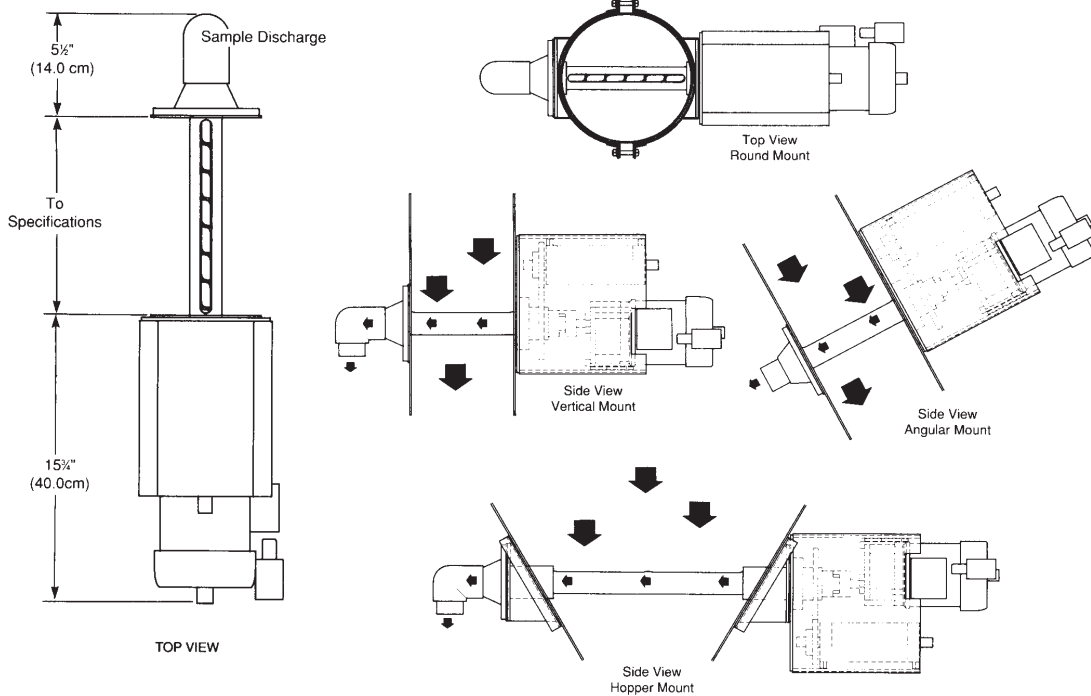 5½"
(14.0 cm)
Sample Discharge
To
Specifications
15¾"
(40.0cm)
TOP VIEW
Top View
Round Mount
Side View
Vertical Mount
Side View
Angular Mount
Side View
Hopper Mount